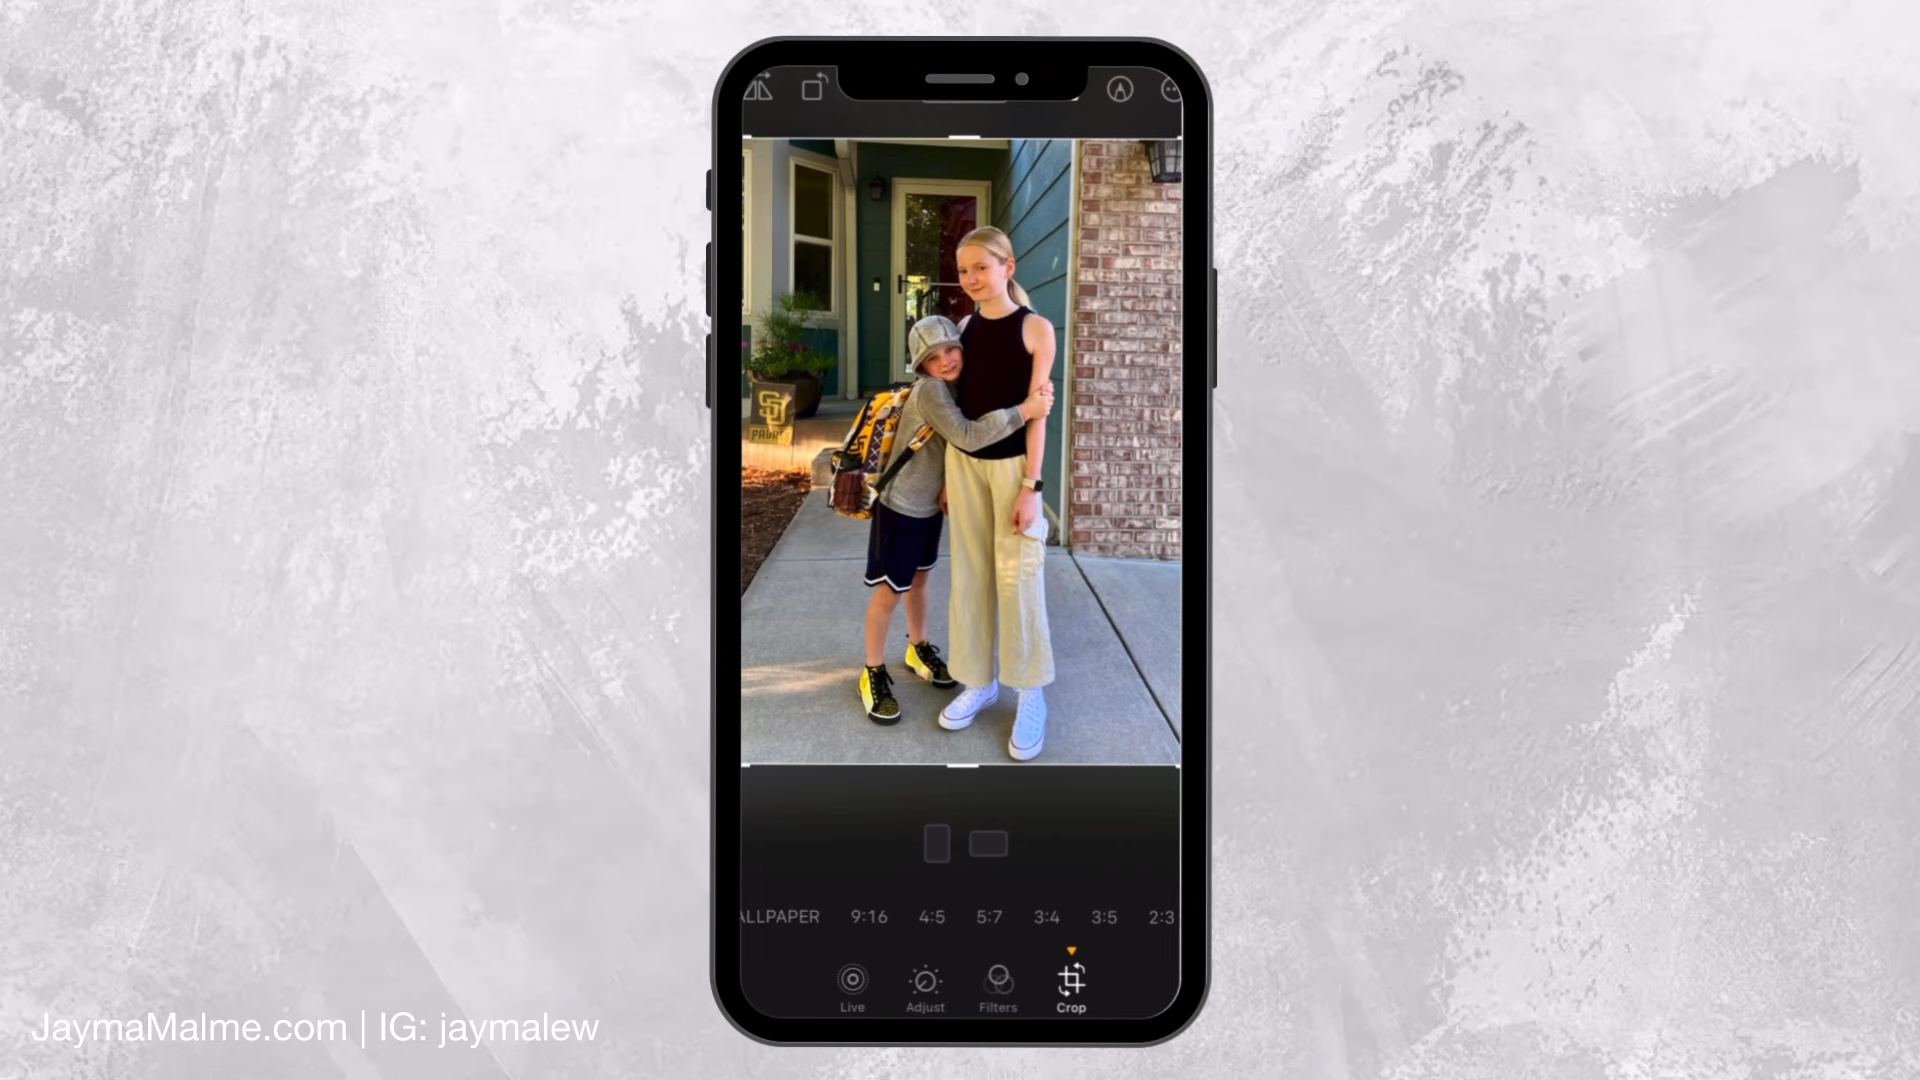 SD
PADRES
ALLPAPER 9:16 4:5 5:7 3:4 3:5 2:3
Live Adjust Filters Crop
JaymaMalme.com | IG: jaymalew